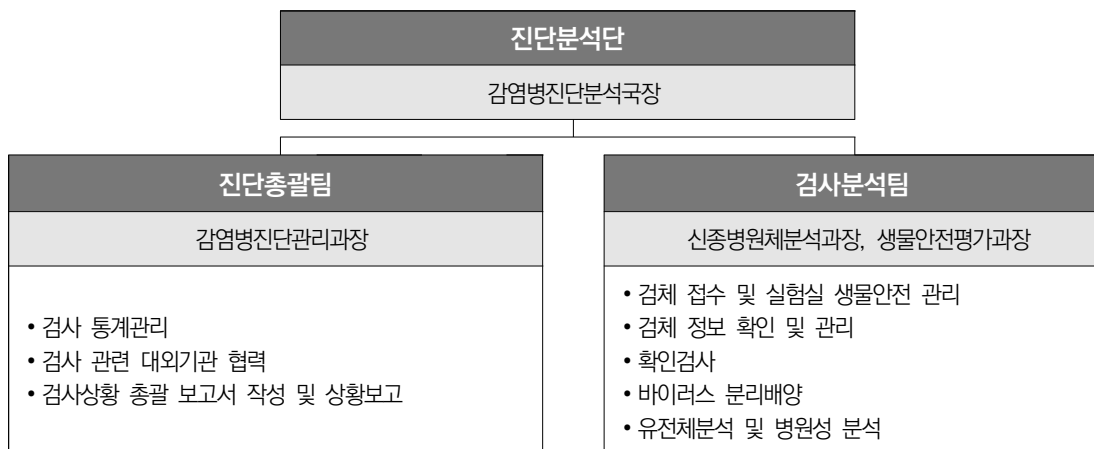 진단분석단
감염병진단분석국장
진단총괄팀
감염병진단관리과장
• 검사 통계관리
• 검사 관련 대외기관 협력
• 검사상황 총괄 보고서 작성 및 상황보고
검사분석팀
신종병원체분석과장, 생물안전평가과장
• 검체 접수 및 실험실 생물안전 관리
• 검체 정보 확인 및 관리
• 확인검사
• 바이러스 분리배양
• 유전체분석 및 병원성 분석